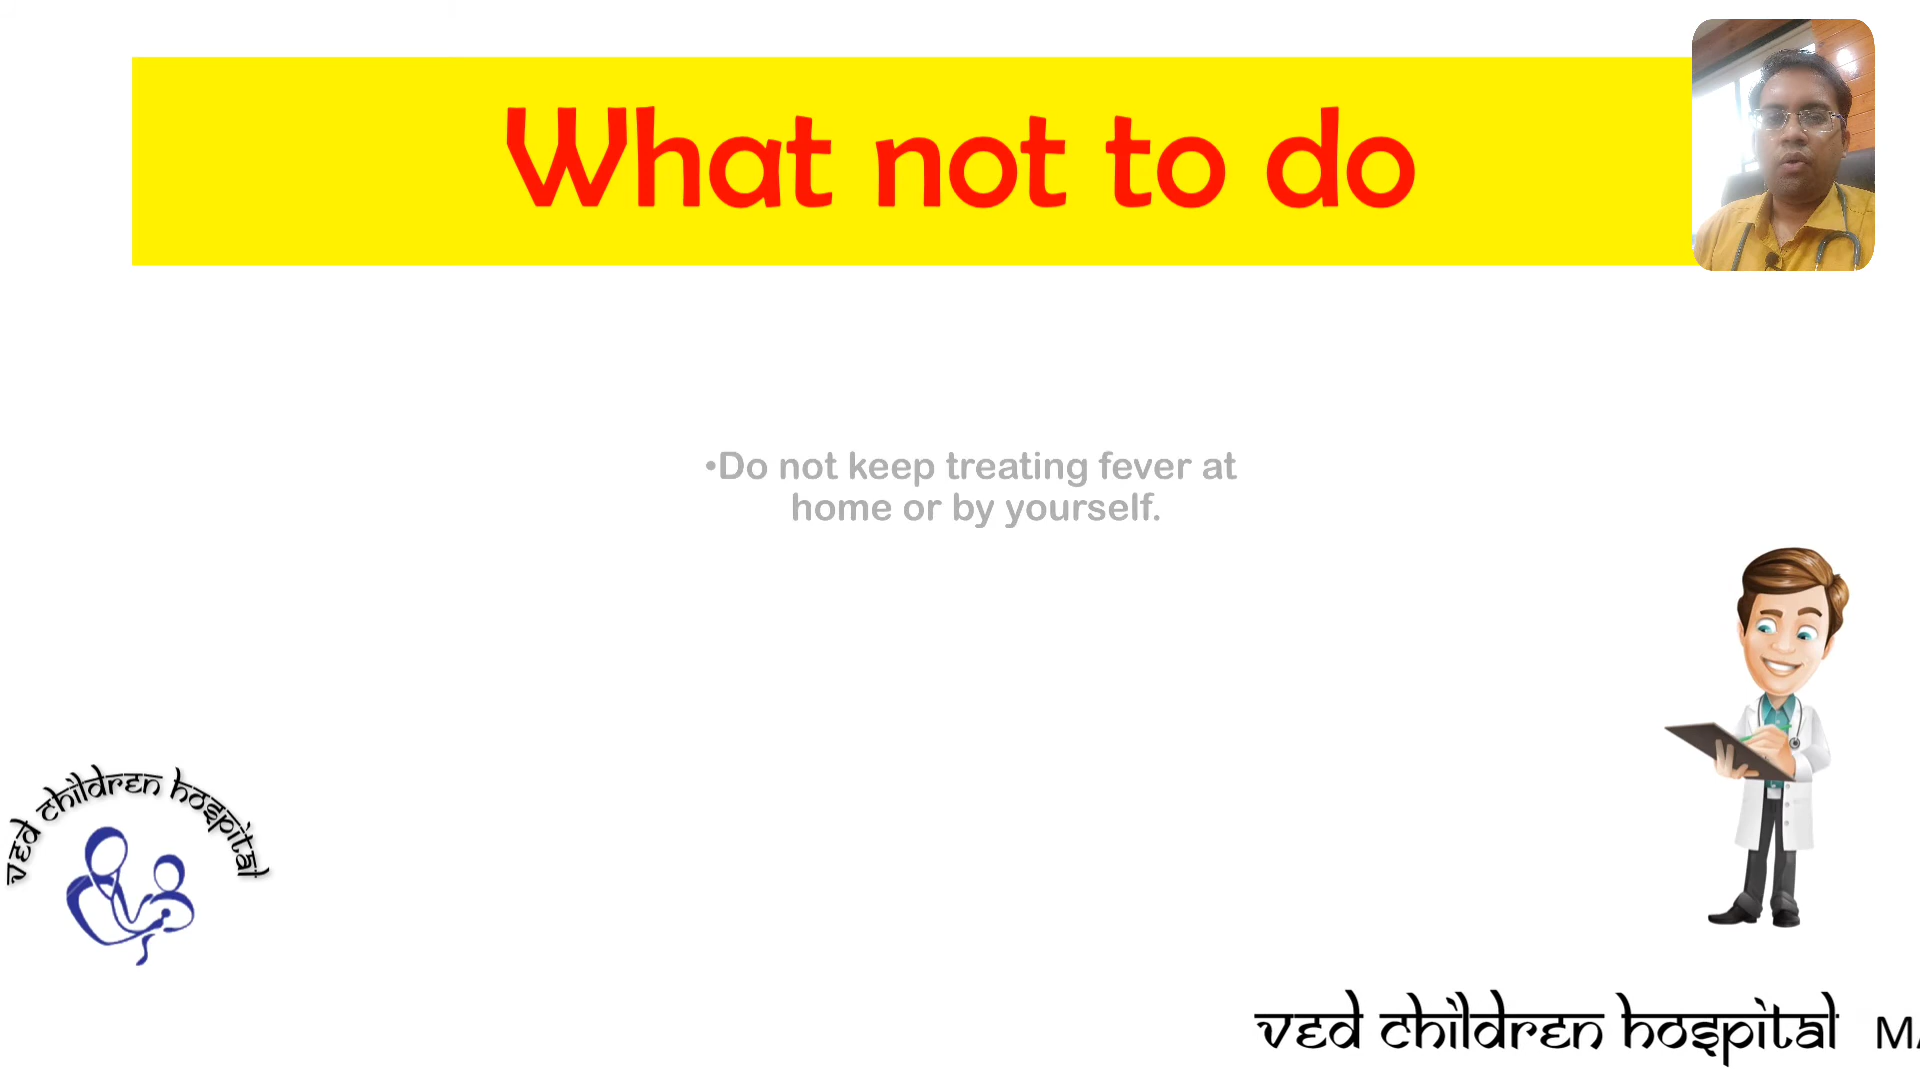 What not to do
•Do not keep treating fever at
home or by yourself.
ved children hospital
ved children hospital